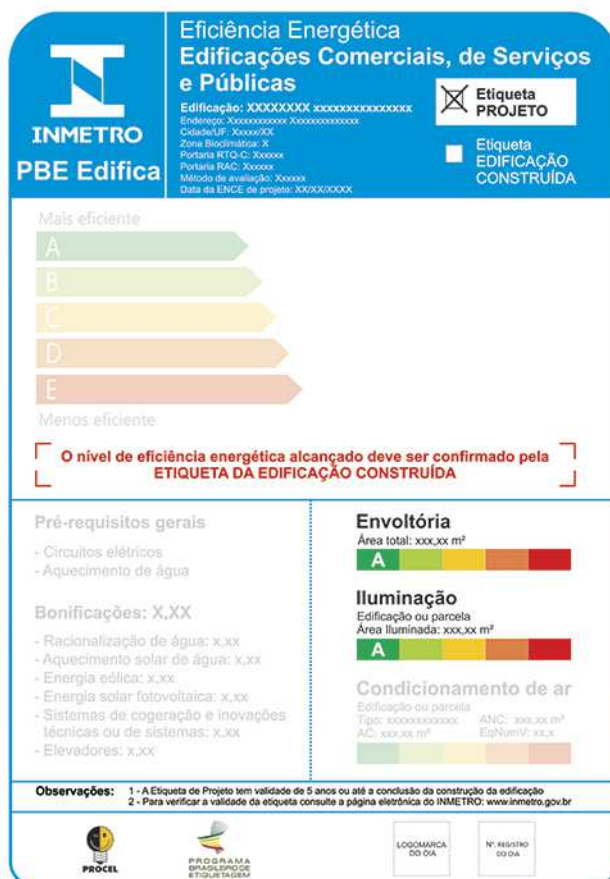 Eficiência Energética
Edificações Comerciais, de Serviços
e Públicas
INMETRO
PBE Edifica
Edificação: XXXXXXXX xxxxxxxxxxxxxxx
Endereço: Xxxxxxxxxxxx Xxxxxxxxxxxxxx
Cidade/UF: Xxxxx/XX
Zona Bioclimática: X
Portaria RTQ-C: Xxxxxx
Portaria RAC: Xxxxxx
Método de avaliação: Xxxxxx
Data da ENCE de projeto: XX/XX/XXXX
Etiqueta
PROJETO
Etiqueta
EDIFICAÇÃO
CONSTRUÍDA
Mais eficiente
A
B
C
D
E
Menos eficiente
O nível de eficiência energética alcançado deve ser confirmado pela
ETIQUETA DA EDIFICAÇÃO CONSTRUÍDA
Pré-requisitos gerais
- Circuitos elétricos
- Aquecimento de água
Bonificações: X,XX
- Racionalização de água: x,xx
- Aquecimento solar de água: x,xx
- Energia eólica: x,xx
- Energia solar fotovoltaica: x,xx
- Sistemas de cogeração e inovações
técnicas ou de sistemas: x,xx
- Elevadores: x,xx
Envoltória
Área total: xxx,xx m²
A
Iluminação
Edificação ou parcela
Área Iluminada: xxx,xx m²
A
Condicionamento de ar
Edificação ou parcela
Tipo: xxxxxxxxxxxx ANC: xxx,xx m²
AC: xxx,xx m² EqNumV: xx,x
Observações: 1 - A Etiqueta de Projeto tem validade de 5 anos ou até a conclusão da construção da edificação
2 - Para verificar a validade da etiqueta consulte a página eletrônica do INMETRO: www.inmetro.gov.br
PROCEL
PROGRAMA
BRASILEIRO DE
ETIQUETAGEM
LOGOMARCA
DO OIA
Nº. REGISTRO
DO OIA